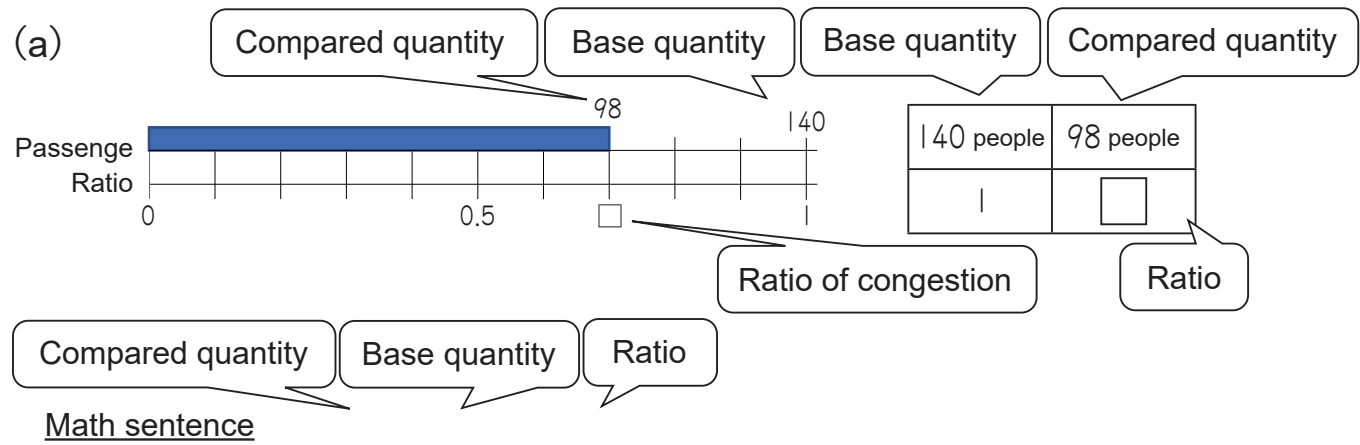 (a)
Compared quantity Base quantity Base quantity Compared quantity
98
140
140 people 98 people
Passenge
Ratio
1
0 0.5 1
Ratio of congestion Ratio
Compared quantity Base quantity Ratio
Math sentence